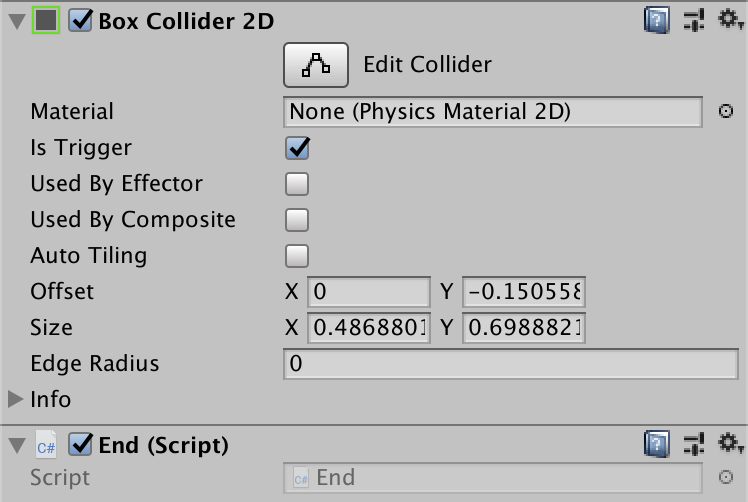 Box Collider 2D
Edit Collider
Material None (Physics Material 2D)
Is Trigger
Used By Effector
Used By Composite
Auto Tiling
Offset X 0 Y -0.150558
Size X 0.4868801 Y 0.6988821
Edge Radius 0
Info
C# End (Script)
Script C# End